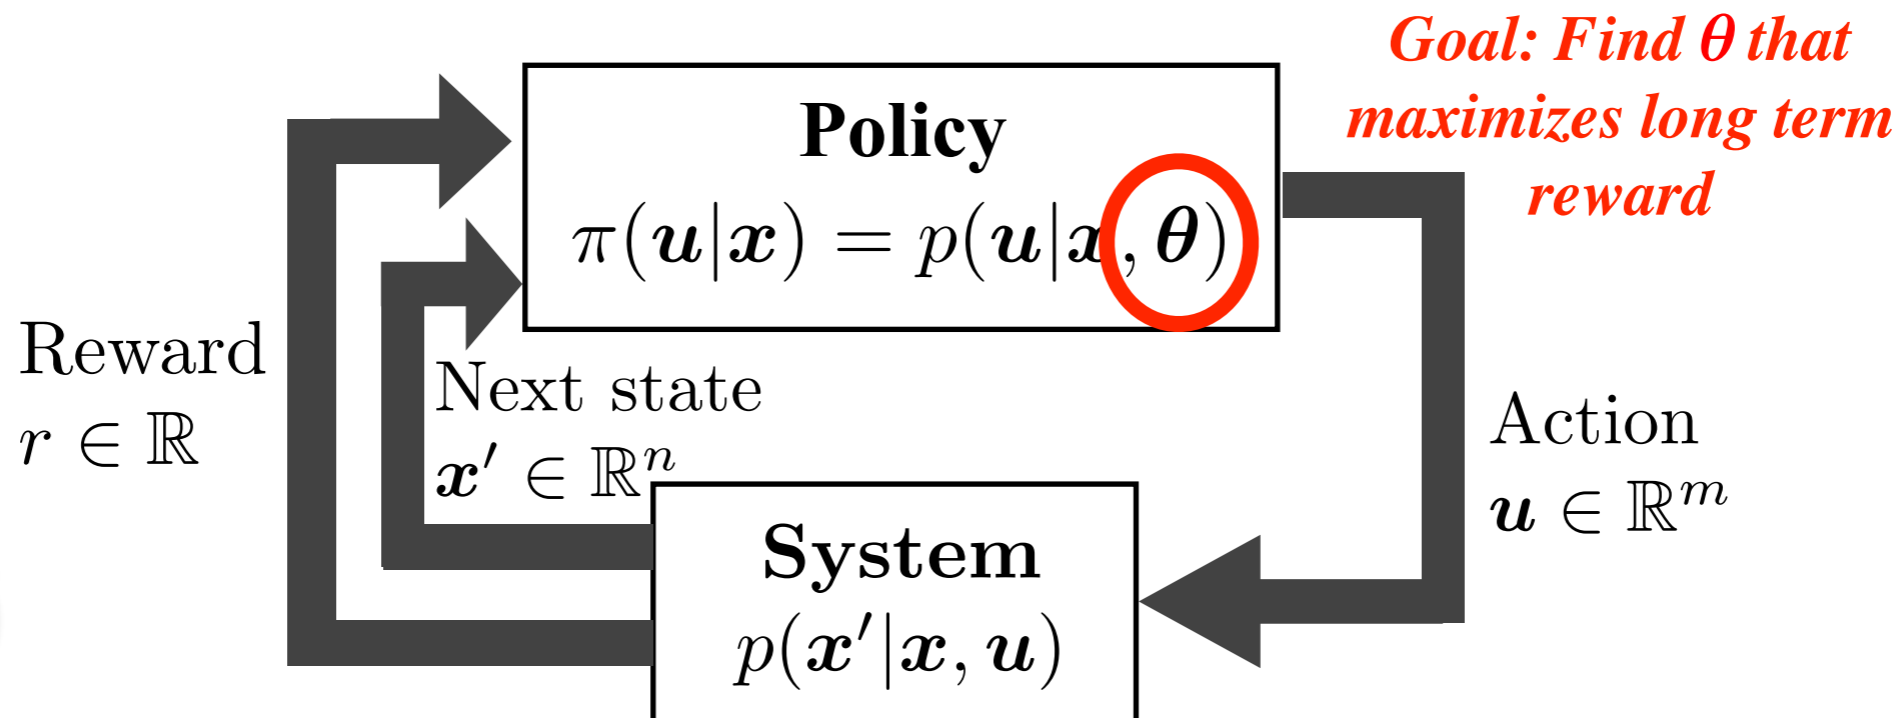 Goal: Find θ that
maximizes long term
reward
Policy
π(u|x) = p(u|x, θ)
Reward
r ∈ ℝ
Next state
x′ ∈ ℝⁿ
Action
u ∈ ℝᵐ
System
p(x′|x, u)